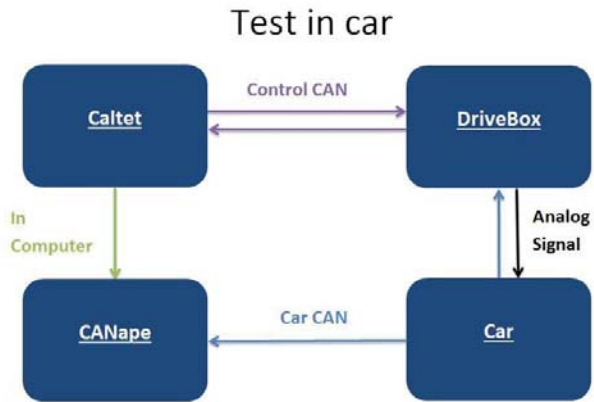 Test in car
Control CAN
Caltet
DriveBox
In
Computer
Analog
Signal
Car CAN
CANape
Car